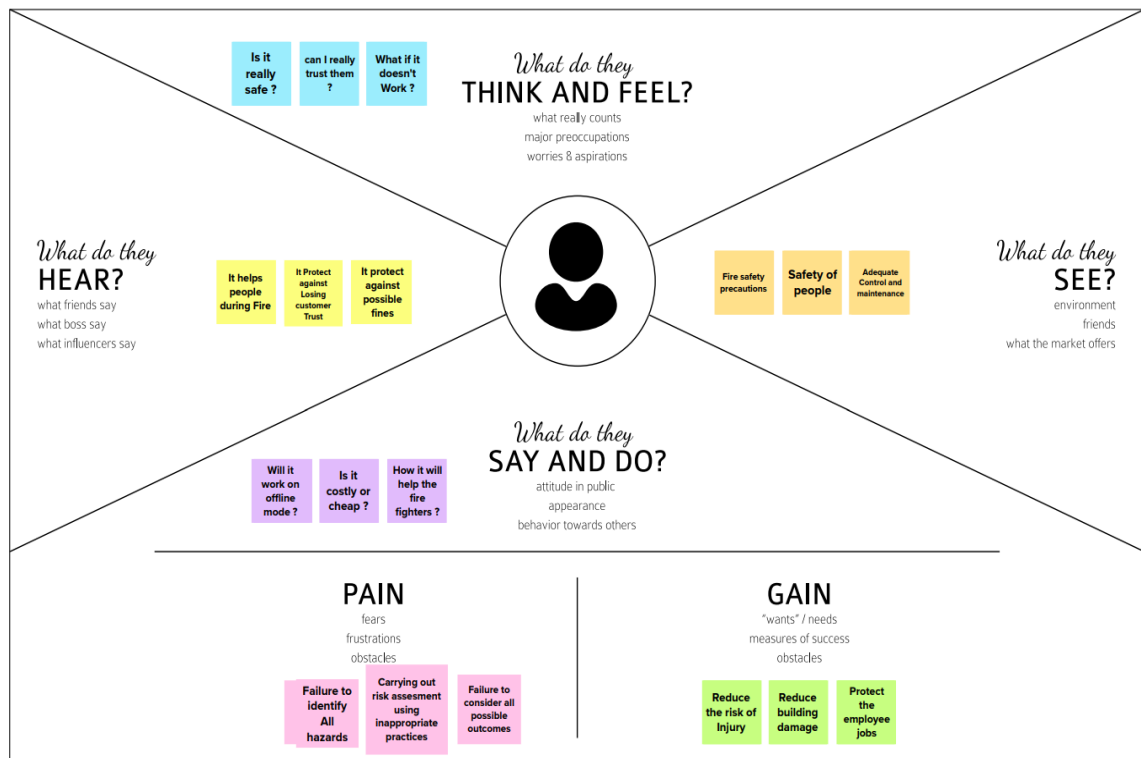 Is it
really
safe ?
can I really
trust them
?
What if it
doesn't
Work ?
What do they
THINK AND FEEL?
what really counts
major preoccupations
worries & aspirations
What do they
HEAR?
what friends say
what boss say
what influencers say
It helps
people
during Fire
It Protect
against
Losing
customer
Trust
It protect
against
possible
fines
Fire safety
precautions
Safety of
people
Adequate
Control and
maintenance
What do they
SEE?
environment
friends
what the market offers
What do they
SAY AND DO?
attitude in public
appearance
behavior towards others
Will it
work on
offline
mode ?
Is it
costly or
cheap ?
How it will
help the
fire
fighters ?
PAIN
fears
frustrations
obstacles
Failure to
identify
All
hazards
Carrying out
risk assesment
using
inappropriate
practices
Failure to
consider all
possible
outcomes
GAIN
"wants" / needs
measures of success
obstacles
Reduce
the risk of
Injury
Reduce
building
damage
Protect
the
employee
jobs